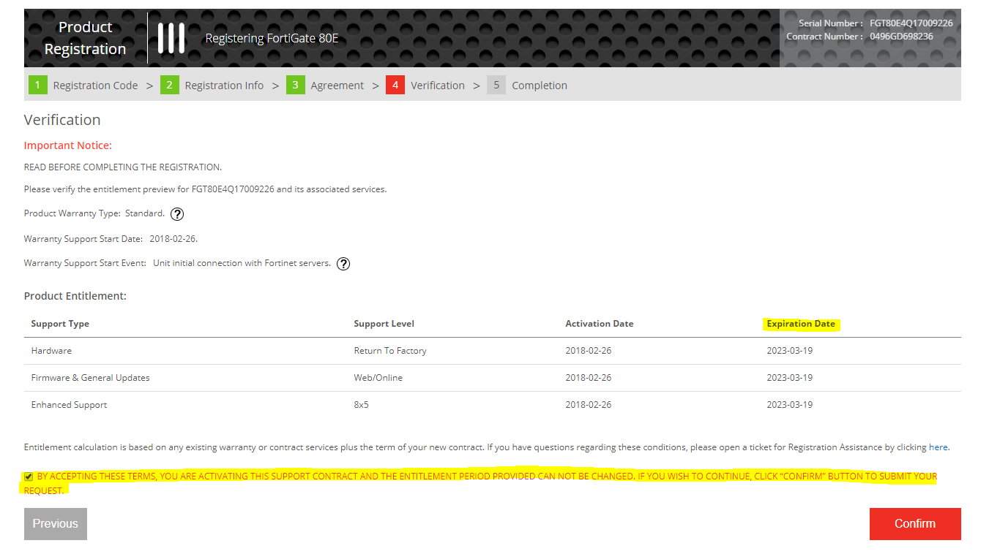 Product
Registration
Registering FortiGate 80E
Serial Number : FGT80E4Q17009226
Contract Number : 0496GD698236
1 Registration Code > 2 Registration Info > 3 Agreement > 4 Verification > 5 Completion
Verification
Important Notice:
READ BEFORE COMPLETING THE REGISTRATION.
Please verify the entitlement preview for FGT80E4Q17009226 and its associated services.
Product Warranty Type: Standard. ?
Warranty Support Start Date: 2018-02-26.
Warranty Support Start Event: Unit initial connection with Fortinet servers. ?
Product Entitlement:
Support Type Support Level Activation Date Expiration Date
Hardware Return To Factory 2018-02-26 2023-03-19
Firmware & General Updates Web/Online 2018-02-26 2023-03-19
Enhanced Support 8x5 2018-02-26 2023-03-19
Entitlement calculation is based on any existing warranty or contract services plus the term of your new contract. If you have questions regarding these conditions, please open a ticket for Registration Assistance by clicking here.
BY ACCEPTING THESE TERMS, YOU ARE ACTIVATING THIS SUPPORT CONTRACT AND THE ENTITLEMENT PERIOD PROVIDED CAN NOT BE CHANGED. IF YOU WISH TO CONTINUE, CLICK “CONFIRM” BUTTON TO SUBMIT YOUR
REQUEST.
Previous Confirm